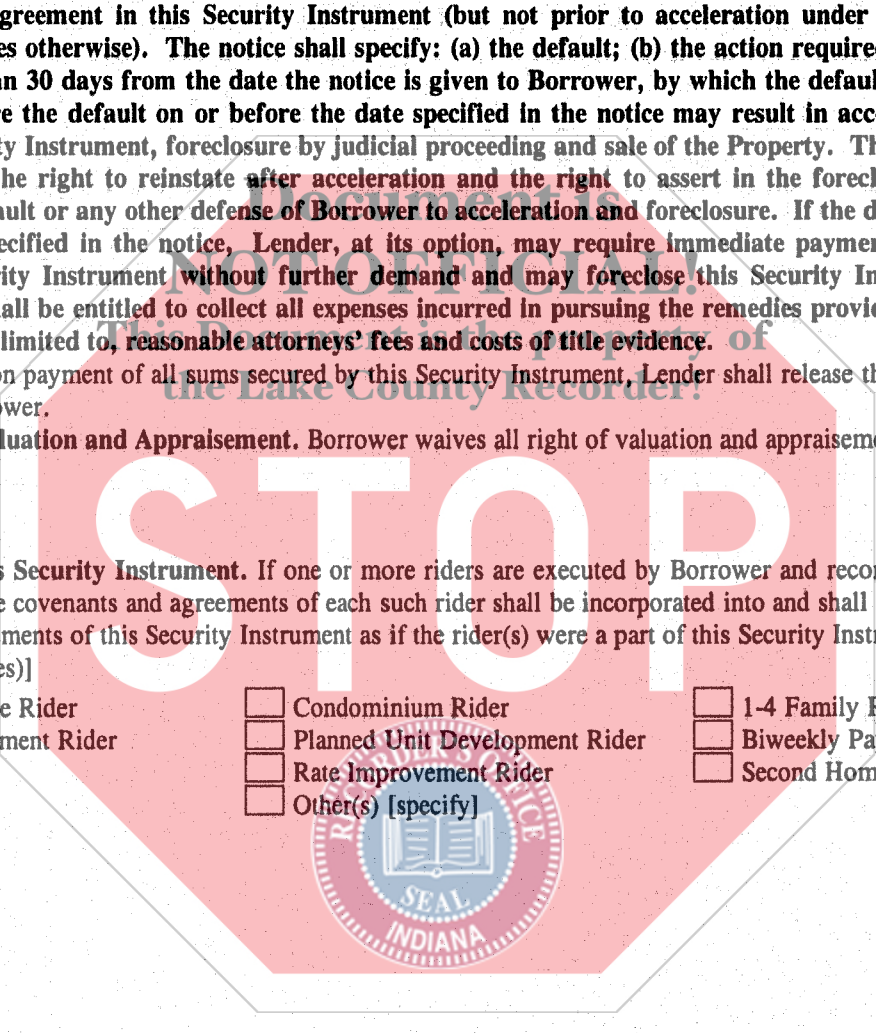 greement in this Security Instrument (but not prior to acceleration under
es otherwise). The notice shall specify: (a) the default; (b) the action require
an 30 days from the date the notice is given to Borrower, by which the defaul
re the default on or before the date specified in the notice may result in acc
ty Instrument, foreclosure by judicial proceeding and sale of the Property. Th
he right to reinstate after acceleration and the right to assert in the forecl
Document is
ault or any other defense of Borrower to acceleration and foreclosure. If the d
ecified in the notice, Lender, at its option, may require immediate paymen
NOT OFFICIAL!
rity Instrument without further demand and may foreclose this Security In
all be entitled to collect all expenses incurred in pursuing the remedies provid
This Document is the property of
limited to, reasonable attorneys' fees and costs of title evidence.
on payment of all sums secured by this Security Instrument, Lender shall release th
the Lake County Recorder!
ower.
luation and Appraisement. Borrower waives all right of valuation and appraiseme
STOP
s Security Instrument. If one or more riders are executed by Borrower and recor
e covenants and agreements of each such rider shall be incorporated into and shall
ments of this Security Instrument as if the rider(s) were a part of this Security Instr
es)]
e Rider Condominium Rider 1-4 Family R
ment Rider Planned Unit Development Rider Biweekly Pa
Rate Improvement Rider Second Hom
Other(s) [specify]
RECORDER'S OFFICE
SEAL
INDIANA